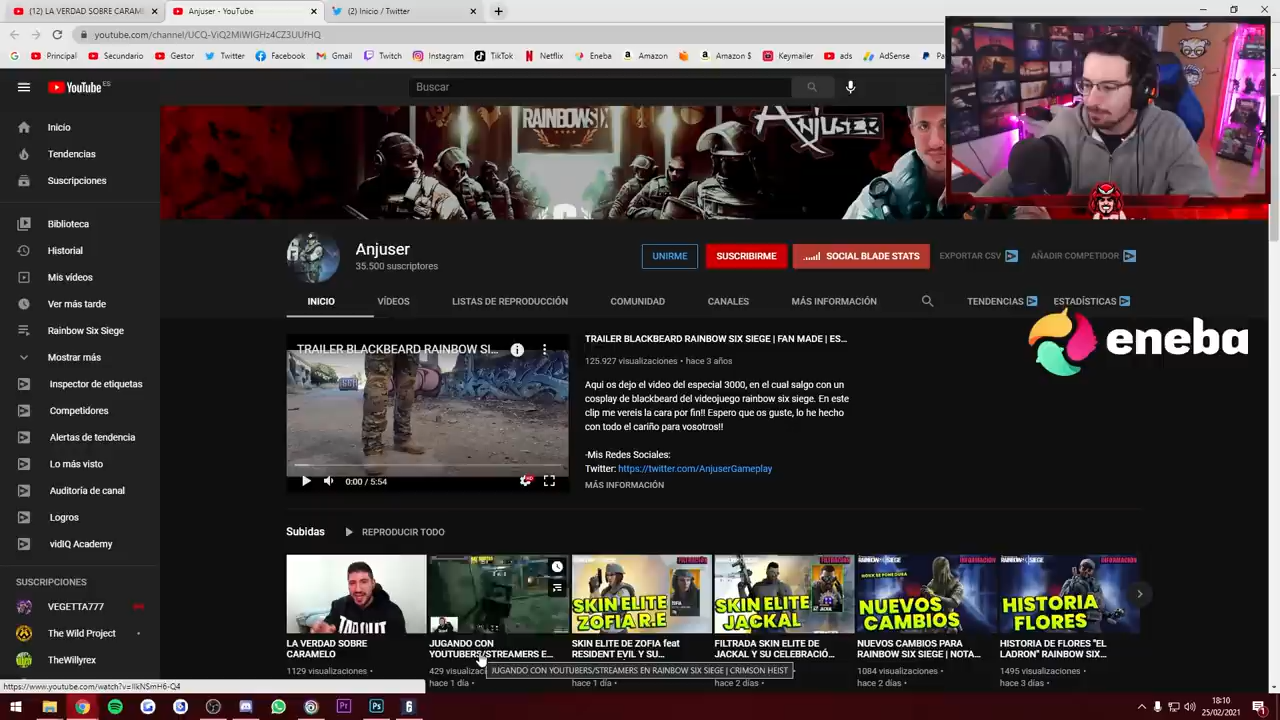 (12) LA VERDAD SOBRE CARAM
Anjuser - YouTube
(2) Inicio / Twitter
youtube.com/channel/UCQ-ViQ2MIWIGHz4CZ3UUfHQ
Principal
Secundario
Gestor
Twitter
Facebook
Gmail
Twitch
Instagram
TikTok
Netflix
Eneba
Amazon
Amazon
Keymailer
ads
AdSense
YouTube ES
Buscar
RAINBOWSIX
ANJUSER
Inicio
Tendencias
Suscripciones
Biblioteca
Historial
Mis vídeos
Ver más tarde
Rainbow Six Siege
Mostrar más
Inspector de etiquetas
Competidores
Alertas de tendencia
Lo más visto
Auditoría de canal
Logros
vidIQ Academy
SUSCRIPCIONES
VEGETTA777
The Wild Project
TheWillyrex
Anjuser
35.500 suscriptores
UNIRME
SUSCRIBIRME
SOCIAL BLADE STATS
EXPORTAR CSV
AÑADIR COMPETIDOR
INICIO
VÍDEOS
LISTAS DE REPRODUCCIÓN
COMUNIDAD
CANALES
MÁS INFORMACIÓN
TENDENCIAS
ESTADÍSTICAS
eneba
TRAILER BLACKBEARD RAINBOW SI...
0:00 / 5:54
TRAILER BLACKBEARD RAINBOW SIX SIEGE | FAN MADE | ES...
125.927 visualizaciones • hace 3 años
Aqui os dejo el video del especial 3000, en el cual salgo con un
cosplay de blackbeard del videojuego rainbow six siege. En este
clip me vereis la cara por fin!! Espero que os guste, lo he hecho
con todo el cariño para vosotros!!
-Mis Redes Sociales:
Twitter: https://twitter.com/AnjuserGameplay
MÁS INFORMACIÓN
Subidas
REPRODUCIR TODO
SKIN ELITE
ZOFIA R.E
SKIN ELITE
JACKAL
NUEVOS
CAMBIOS
HISTORIA
FLORES
LA VERDAD SOBRE
CARAMELO
1129 visualizaciones •
JUGANDO CON
YOUTUBERS/STREAMERS E...
429 visualizaciones
hace 1 día
SKIN ELITE DE ZOFIA feat
RESIDENT EVIL Y SU...
hace 1 día
FILTRADA SKIN ELITE DE
JACKAL Y SU CELEBRACIÓ...
hace 2 días
NUEVOS CAMBIOS PARA
RAINBOW SIX SIEGE | NOTA...
1084 visualizaciones •
hace 2 días
HISTORIA DE FLORES "EL
LADRON" RAINBOW SIX...
1495 visualizaciones •
hace 3 días
JUGANDO CON YOUTUBERS/STREAMERS EN RAINBOW SIX SIEGE | CRIMSON HEIST
https://www.youtube.com/watch?v=IlkNSmH6-Q4
18:10
25/02/2021